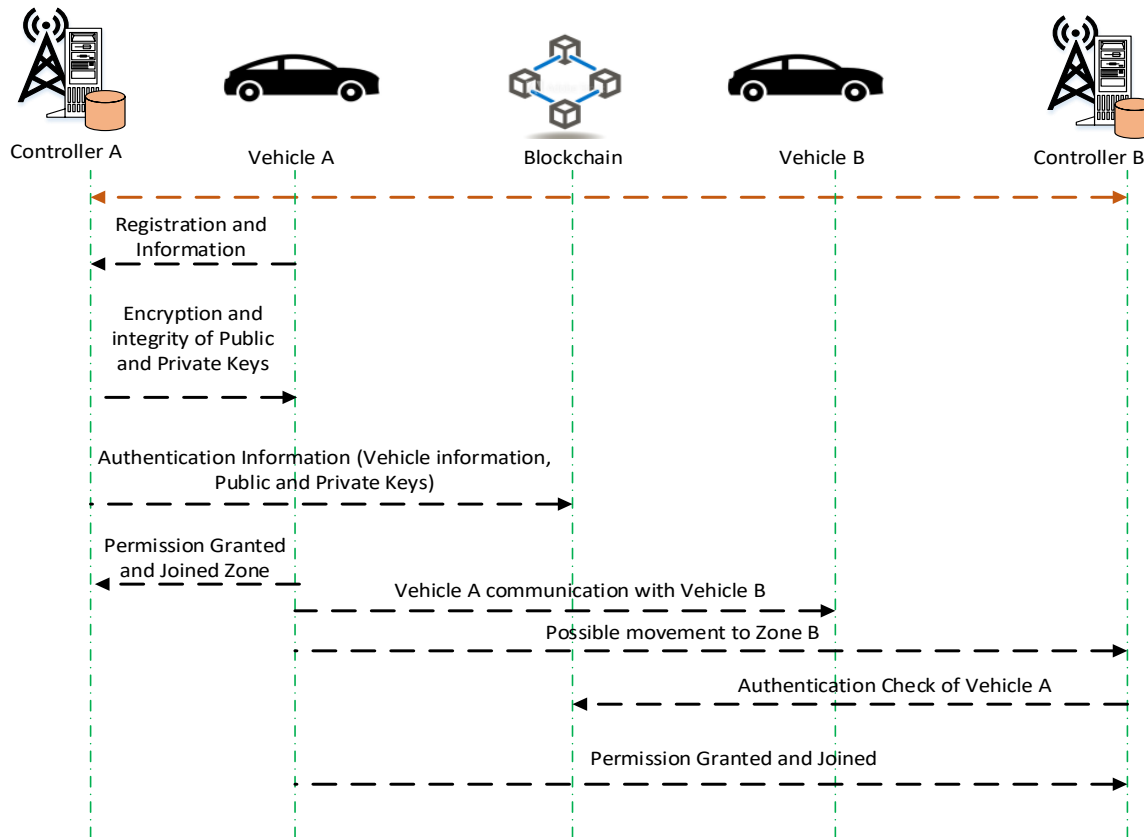 Controller A
Vehicle A
Blockchain
Vehicle B
Controller B
Registration and
Information
Encryption and
integrity of Public
and Private Keys
Authentication Information (Vehicle information,
Public and Private Keys)
Permission Granted
and Joined Zone
Vehicle A communication with Vehicle B
Possible movement to Zone B
Authentication Check of Vehicle A
Permission Granted and Joined